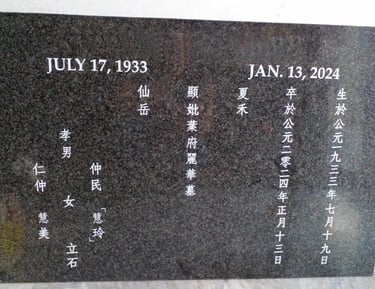 JULY 17, 1933
JAN. 13, 2024
生於公元一九三三年七月十九日
卒於公元二零二四年正月十三日
夏禾
顯妣葉府麗華墓
仙岳
仲民「慧玲」
孝男 女 立石
仁仲 慧美